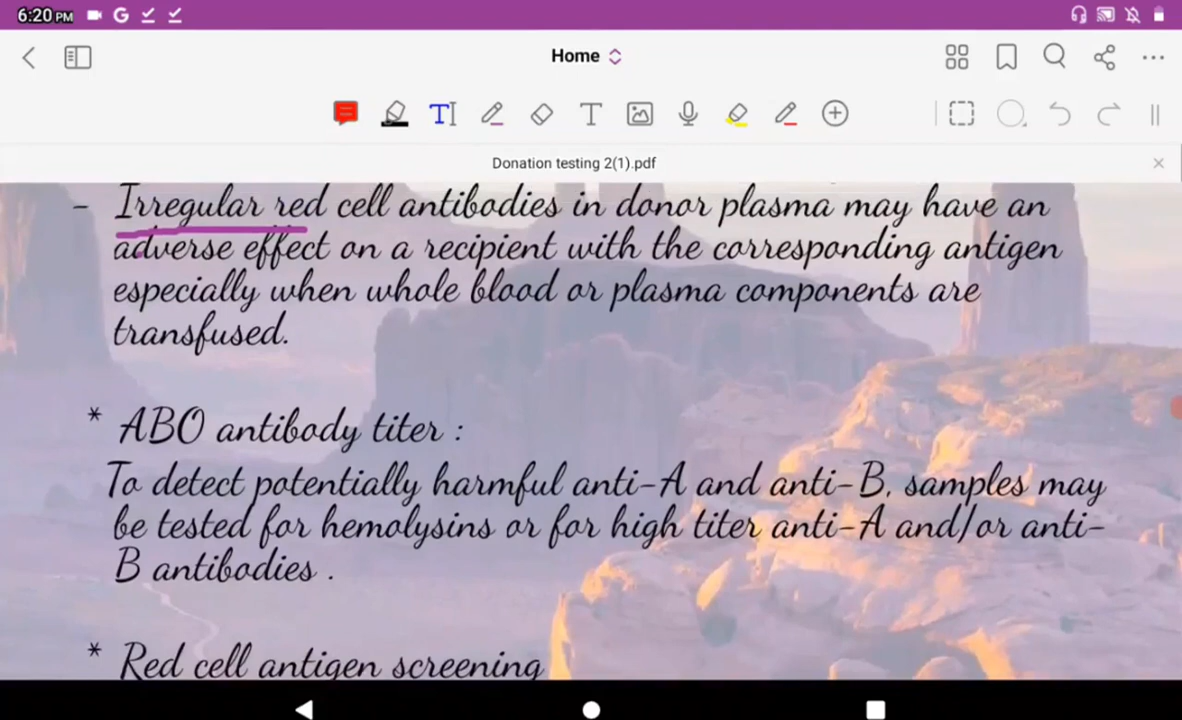 6:20 PM
Home
Donation testing 2(1).pdf
- Irregular red cell antibodies in donor plasma may have an
adverse effect on a recipient with the corresponding antigen
especially when whole blood or plasma components are
transfused.
* ABO antibody titer :
To detect potentially harmful anti-A and anti-B, samples may
be tested for hemolysins or for high titer anti-A and/or anti-
B antibodies .
* Red cell antigen screening